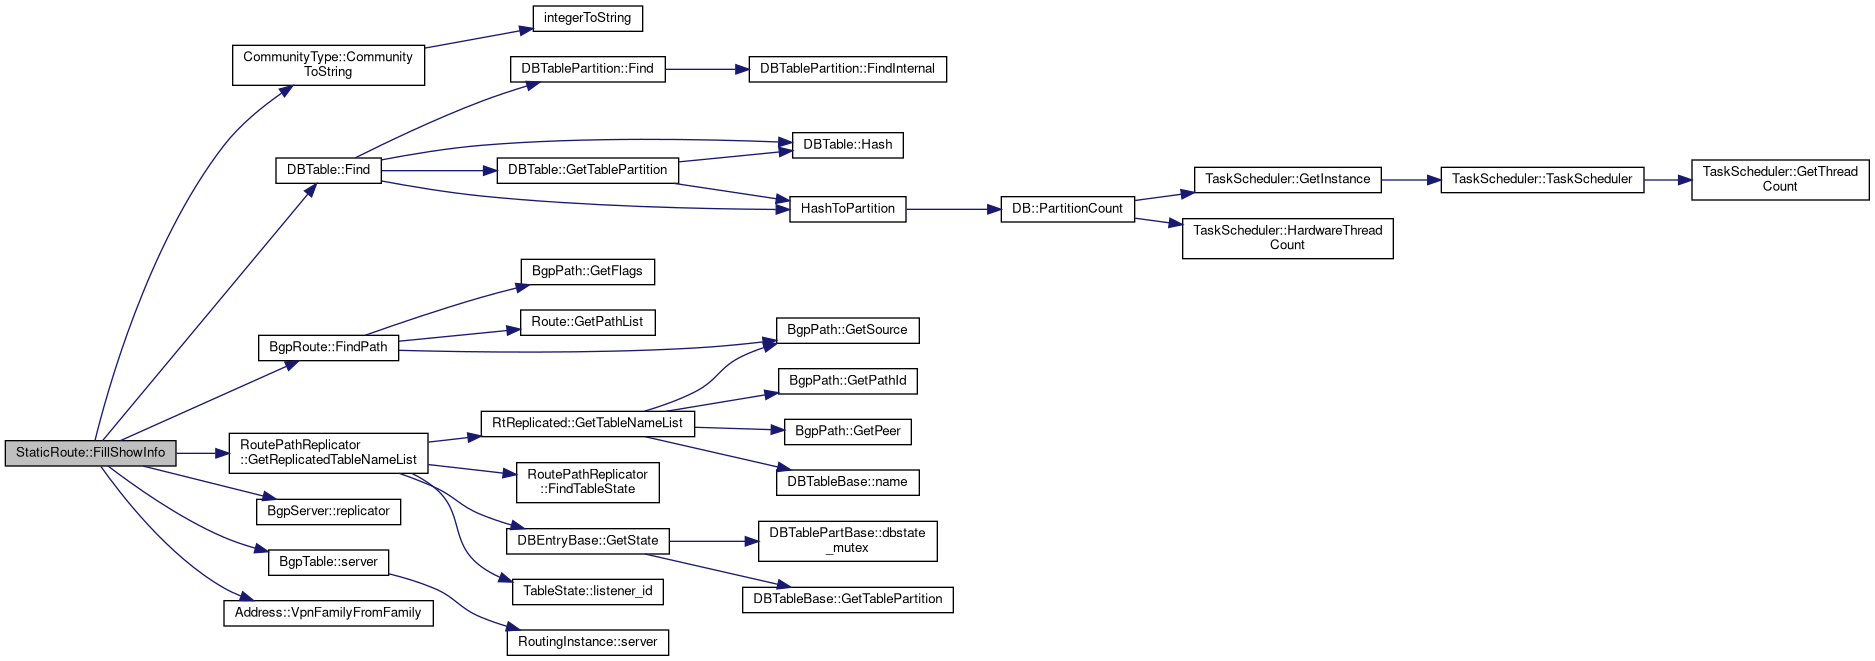 integerToString
CommunityType::Community
ToString
DBTablePartition::Find
DBTablePartition::FindInternal
DBTable::Hash
DBTable::Find
DBTable::GetTablePartition
TaskScheduler::GetInstance
TaskScheduler::TaskScheduler
TaskScheduler::GetThread
Count
HashToPartition
DB::PartitionCount
TaskScheduler::HardwareThread
Count
BgpPath::GetFlags
Route::GetPathList
BgpPath::GetSource
BgpRoute::FindPath
BgpPath::GetPathId
RtReplicated::GetTableNameList
BgpPath::GetPeer
StaticRoute::FillShowInfo
RoutePathReplicator
::GetReplicatedTableNameList
RoutePathReplicator
::FindTableState
DBTableBase::name
BgpServer::replicator
DBEntryBase::GetState
DBTablePartBase::dbstate
_mutex
BgpTable::server
TableState::listener_id
DBTableBase::GetTablePartition
Address::VpnFamilyFromFamily
RoutingInstance::server